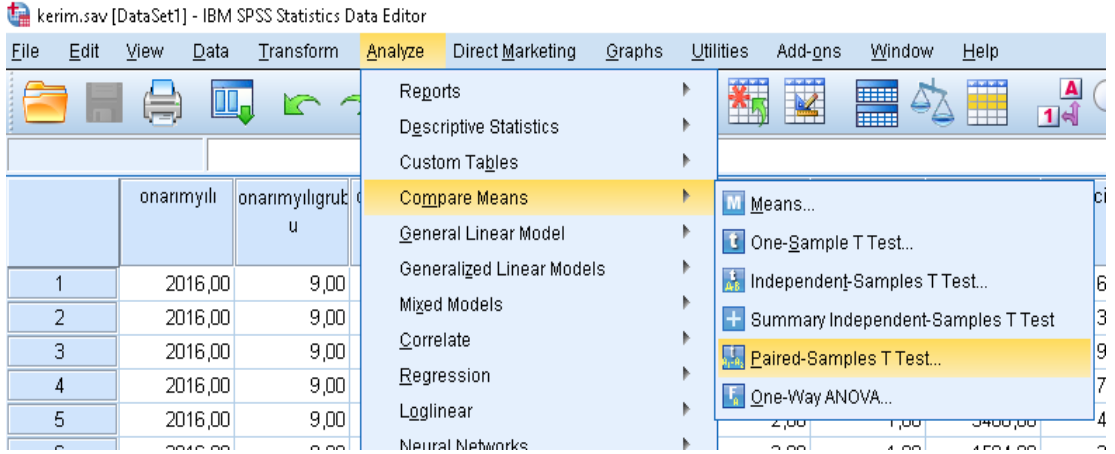 kerim.sav [DataSet1] - IBM SPSS Statistics Data Editor
File Edit View Data Transform Analyze Direct Marketing Graphs Utilities Add-ons Window Help
Reports
Descriptive Statistics
Custom Tables
Compare Means
General Linear Model
Generalized Linear Models
Mixed Models
Correlate
Regression
Loglinear
Neural Networks
M Means...
t One-Sample T Test...
Independent-Samples T Test...
Summary Independent-Samples T Test
Paired-Samples T Test...
One-Way ANOVA...
A
1
onarımyılı onarımyılıgrub
u
1 2016,00 9,00
2 2016,00 9,00
3 2016,00 9,00
4 2016,00 9,00
5 2016,00 9,00